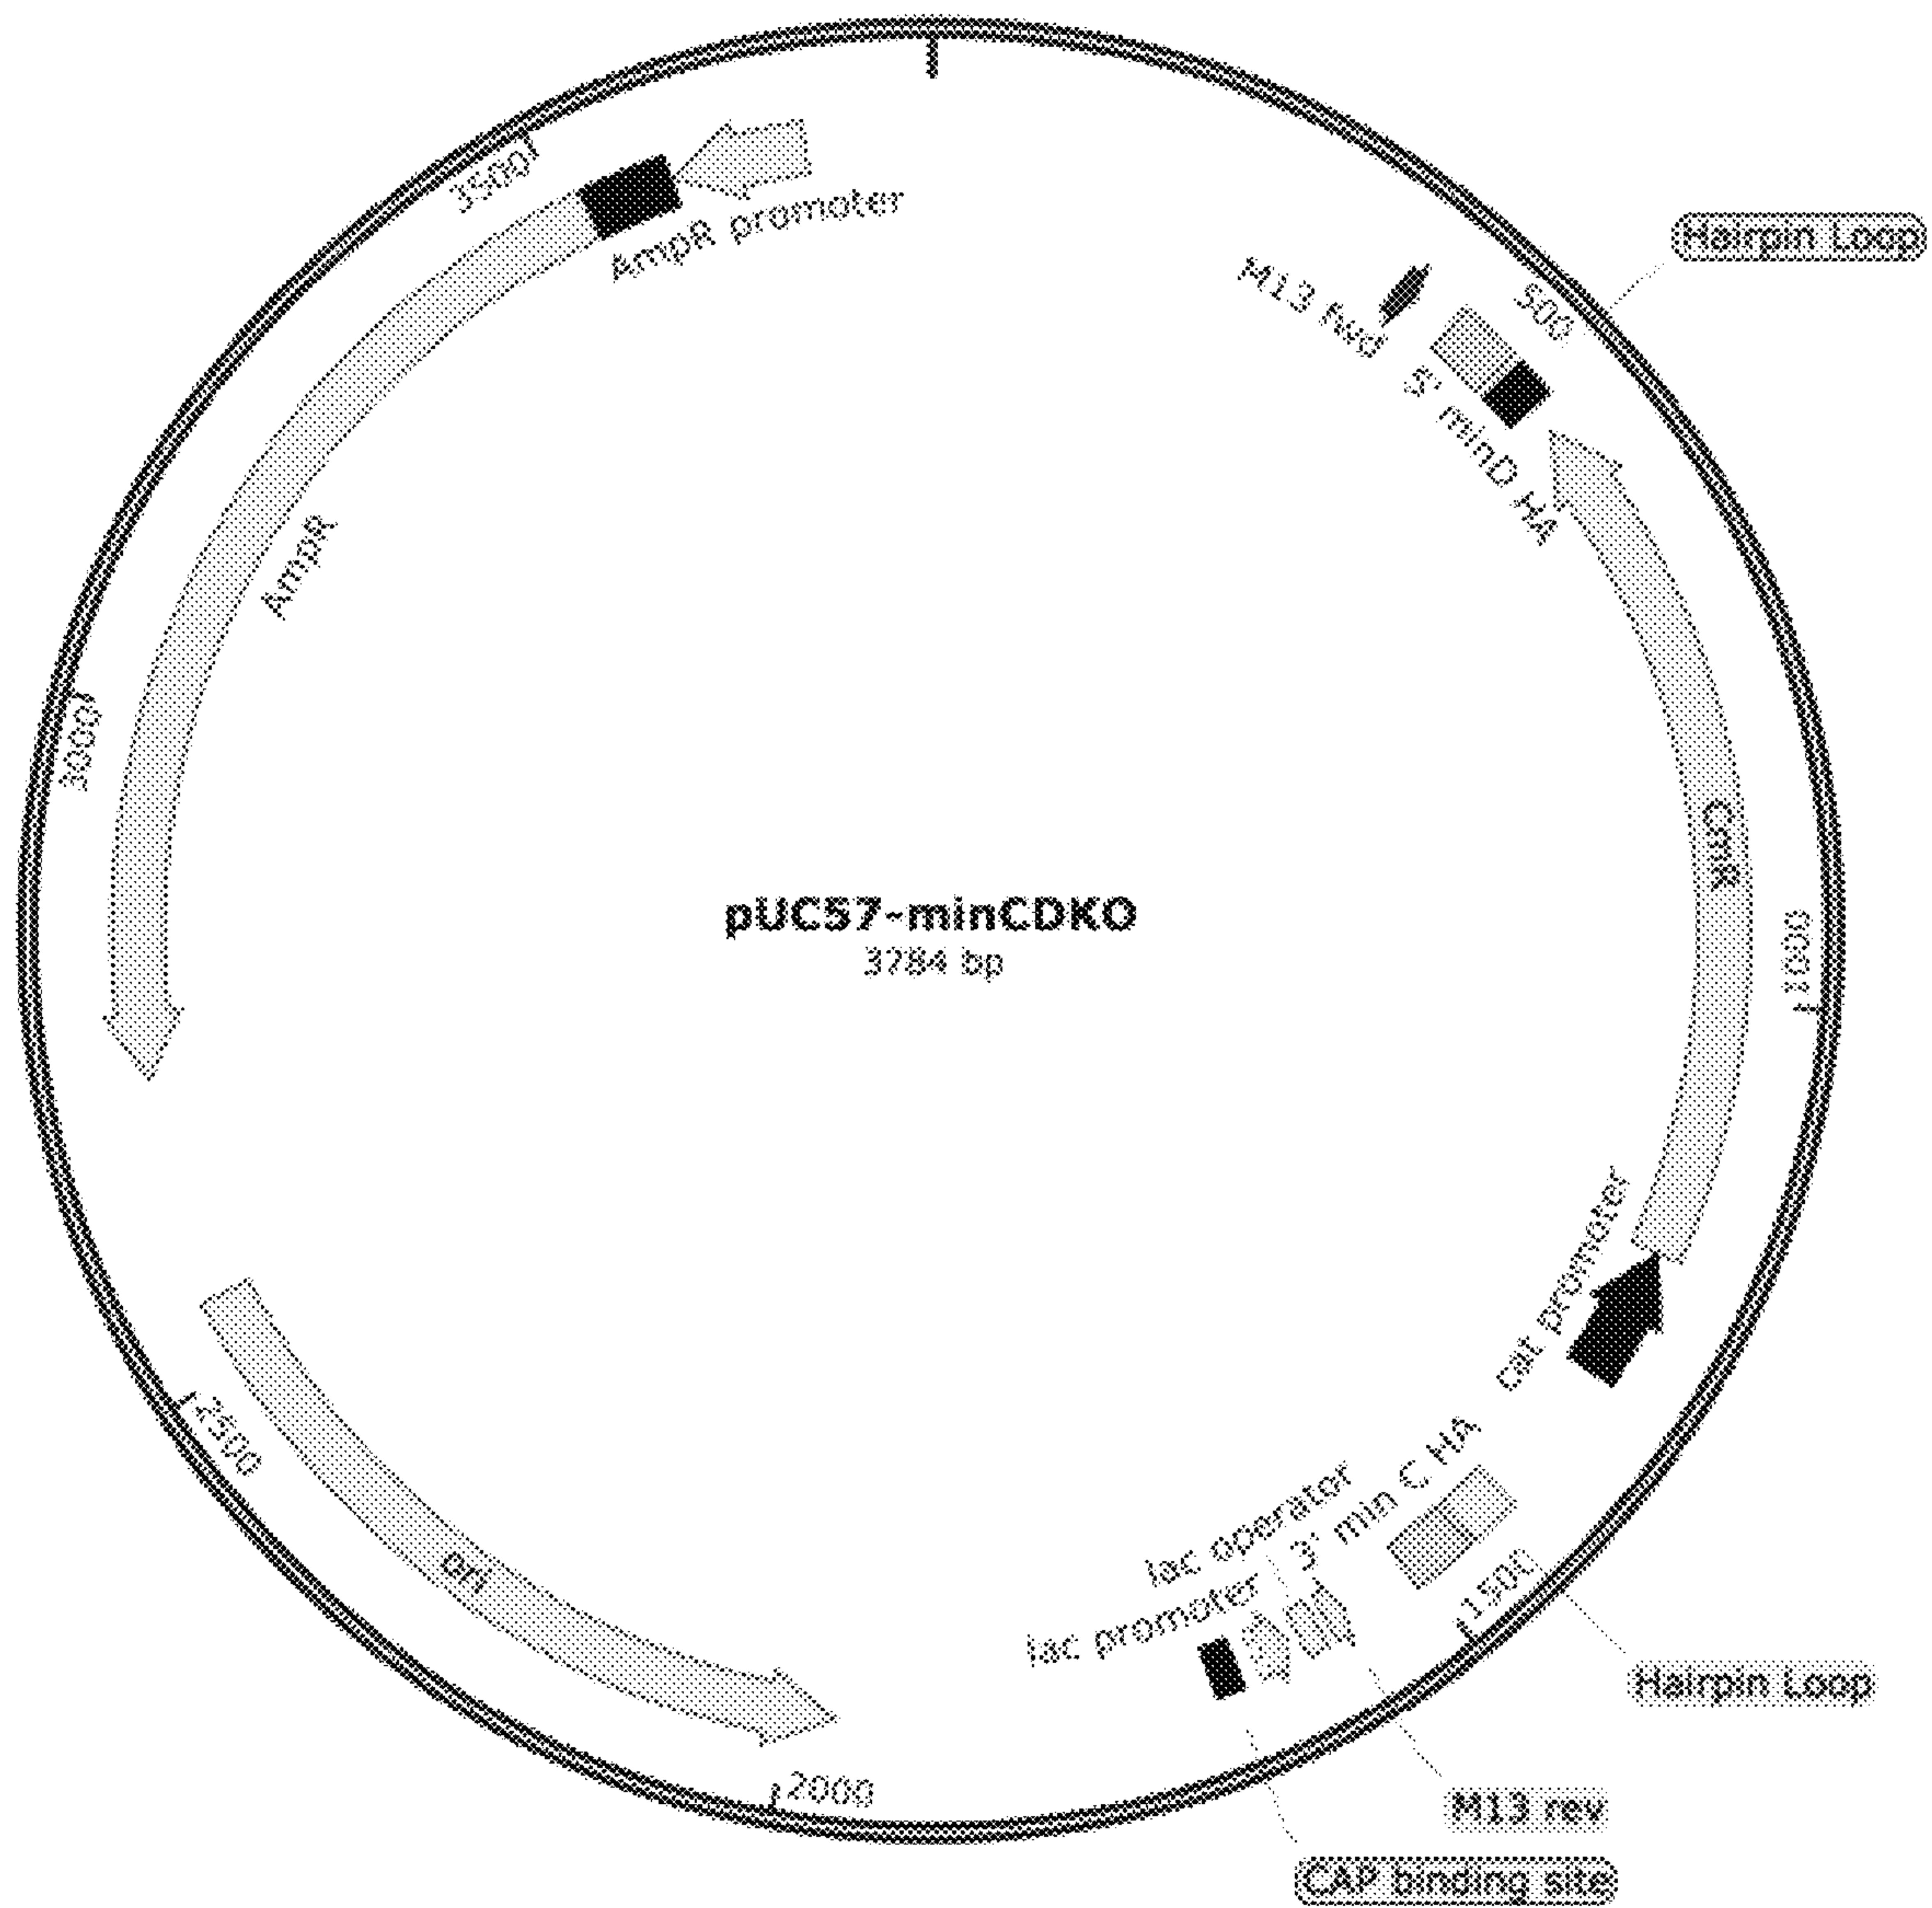 3500
AmpR promoter
Hairpin Loop
M13 fwd
500
5' minD HA
AmpR
3000
CmR
pUC57-minCDKO
3784 bp
1000
cat promoter
2500
ori
lac operator
3' min C HA
lac promoter
1500
Hairpin Loop
2000
M13 rev
CAP binding site